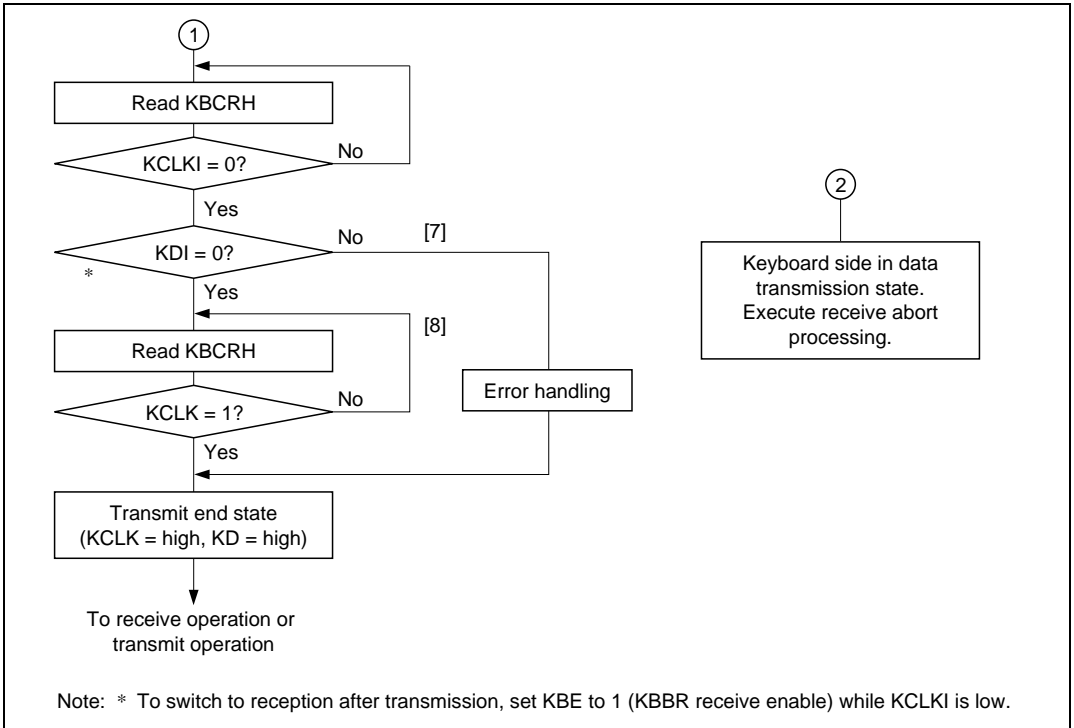 1
Read KBCRH
KCLKI = 0?
No
Yes
KDI = 0?
No
[7]
*
Yes
[8]
Read KBCRH
KCLK = 1?
No
Error handling
Yes
Transmit end state
(KCLK = high, KD = high)
To receive operation or
transmit operation
2
Keyboard side in data
transmission state.
Execute receive abort
processing.
Note: * To switch to reception after transmission, set KBE to 1 (KBBR receive enable) while KCLKI is low.